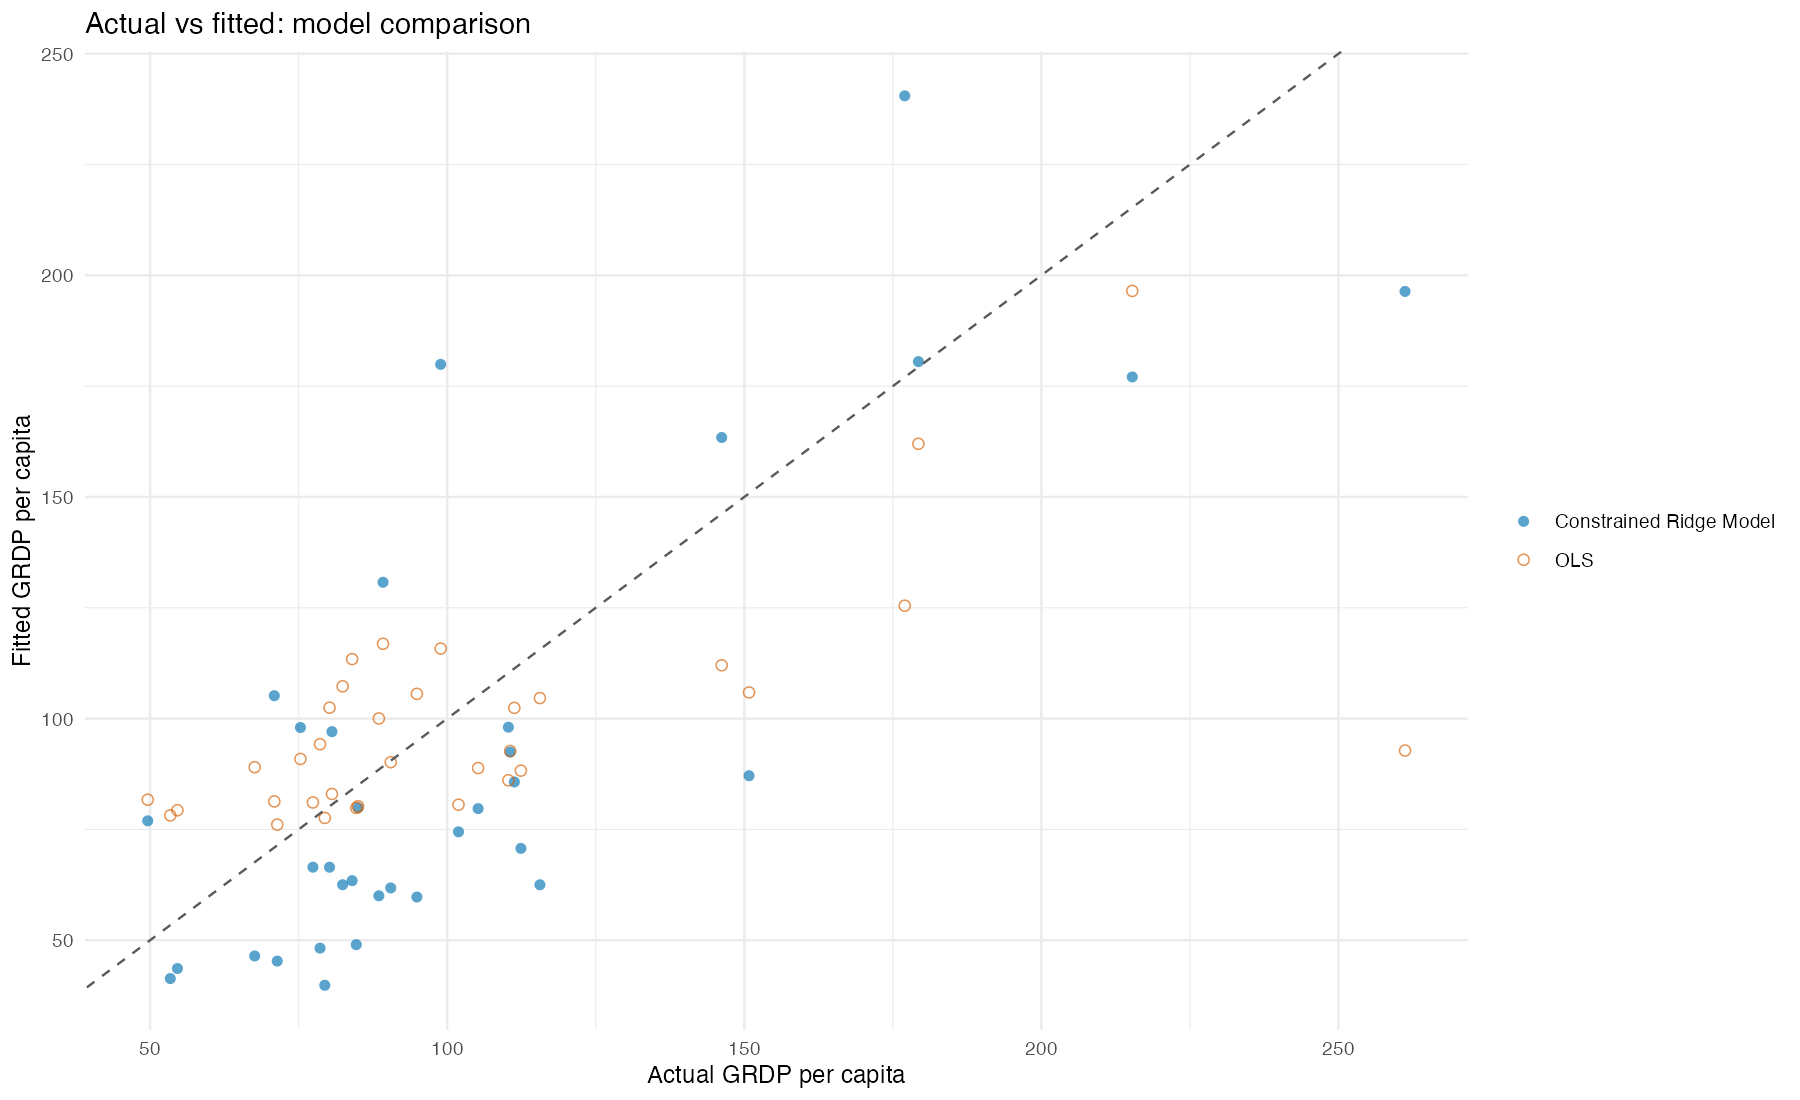 Actual vs fitted: model comparison
Fitted GRDP per capita
250
200
150
100
50
50
100
150
200
250
Actual GRDP per capita
Constrained Ridge Model
OLS